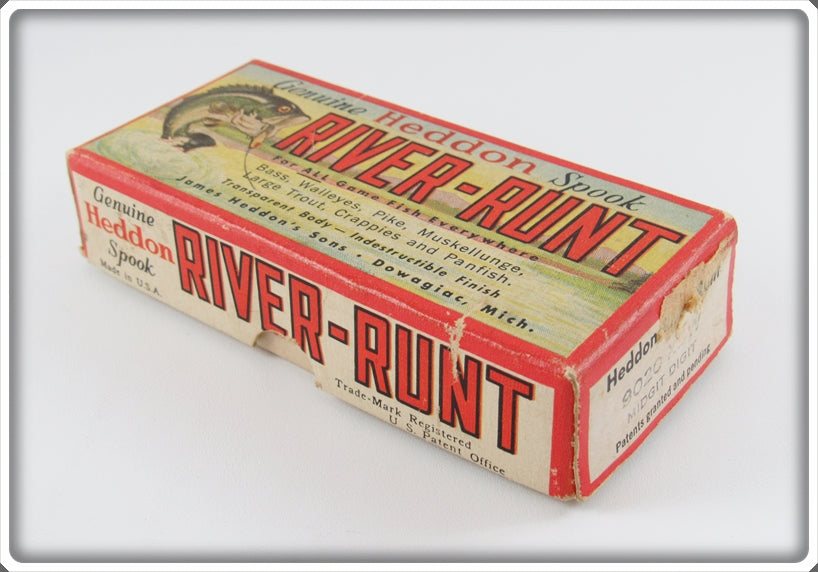 Genuine Heddon Spook
RIVER-RUNT
For ALL Game Fish Everywhere
Bass, Walleyes, Pike, Muskellunge,
Large Trout, Crappies and Panfish.
Transparent Body—Indestructible Finish
James Heddon's Sons • Dowagiac, Mich.
Genuine
Heddon
Spook
Made in U.S.A.
RIVER-RUNT
Trade-Mark Registered
U. S. Patent Office
Heddon
9020
MIDGIT DIGIT
Patents granted and pending